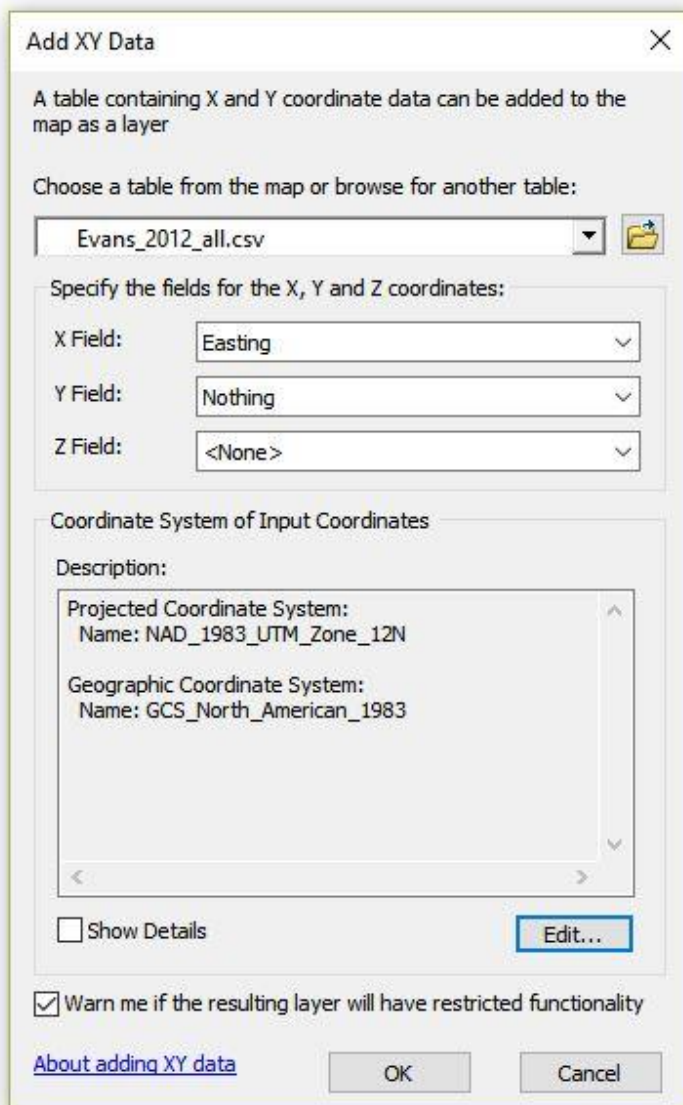 Add XY Data
A table containing X and Y coordinate data can be added to the
map as a layer
Choose a table from the map or browse for another table:
Evans_2012_all.csv
Specify the fields for the X, Y and Z coordinates:
X Field: Easting
Y Field: Nothing
Z Field: <None>
Coordinate System of Input Coordinates
Description:
Projected Coordinate System:
Name: NAD_1983_UTM_Zone_12N
Geographic Coordinate System:
Name: GCS_North_American_1983
Show Details Edit...
Warn me if the resulting layer will have restricted functionality
About adding XY data OK Cancel